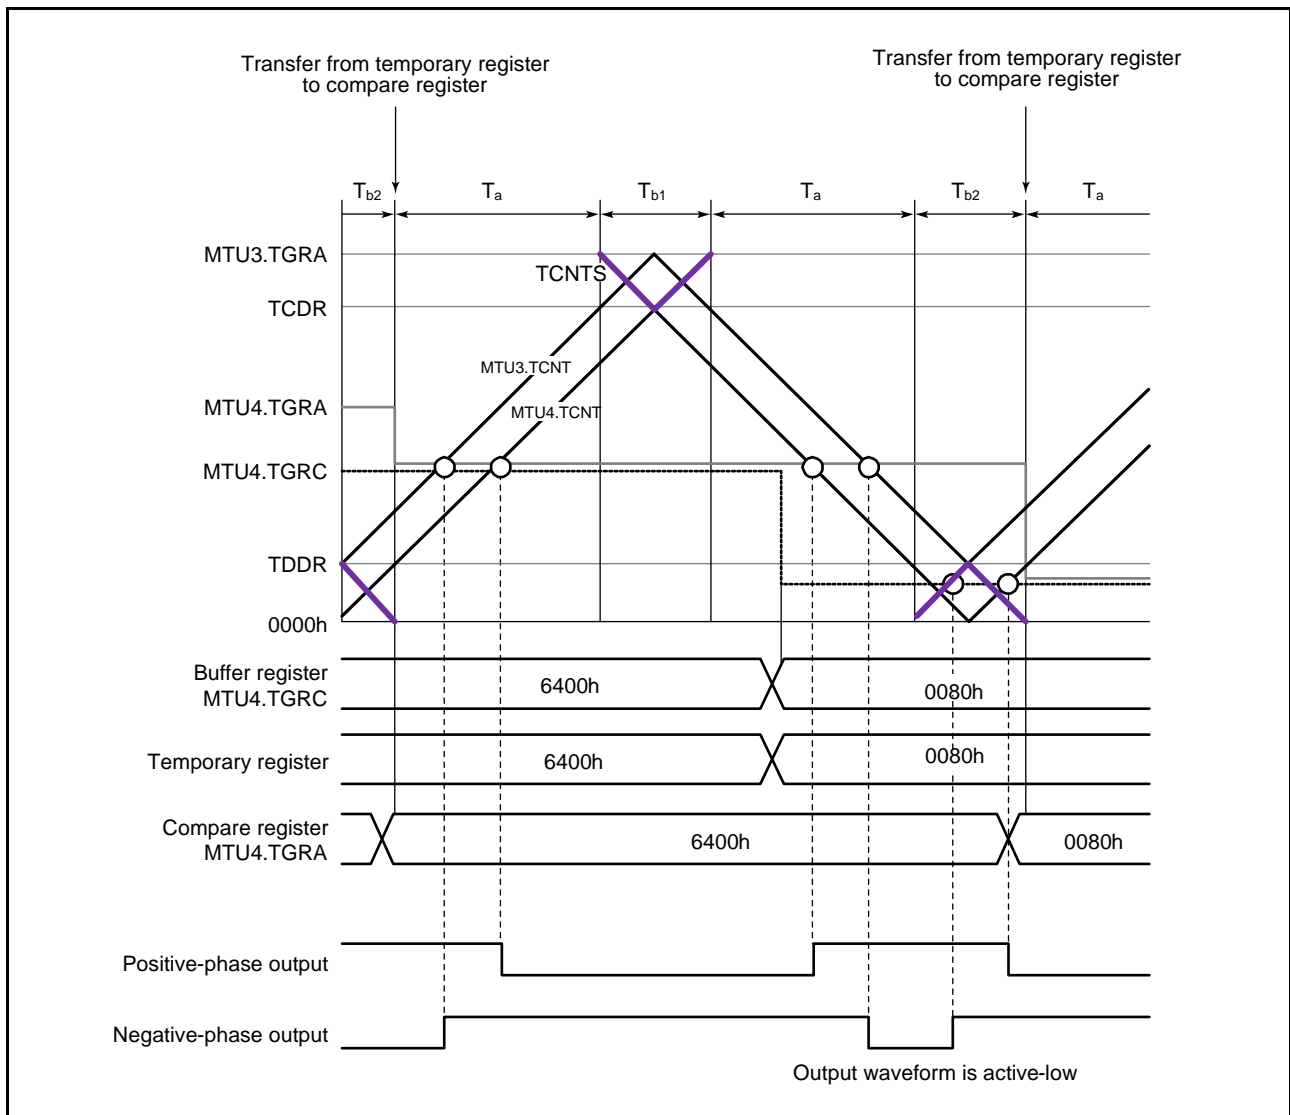 Transfer from temporary register
to compare register
Transfer from temporary register
to compare register
Tb2
Ta
Tb1
Ta
Tb2
Ta
MTU3.TGRA
TCNTS
TCDR
MTU3.TCNT
MTU4.TGRA
MTU4.TCNT
MTU4.TGRC
TDDR
0000h
Buffer register
MTU4.TGRC
6400h
0080h
Temporary register
6400h
0080h
Compare register
MTU4.TGRA
6400h
0080h
Positive-phase output
Negative-phase output
Output waveform is active-low